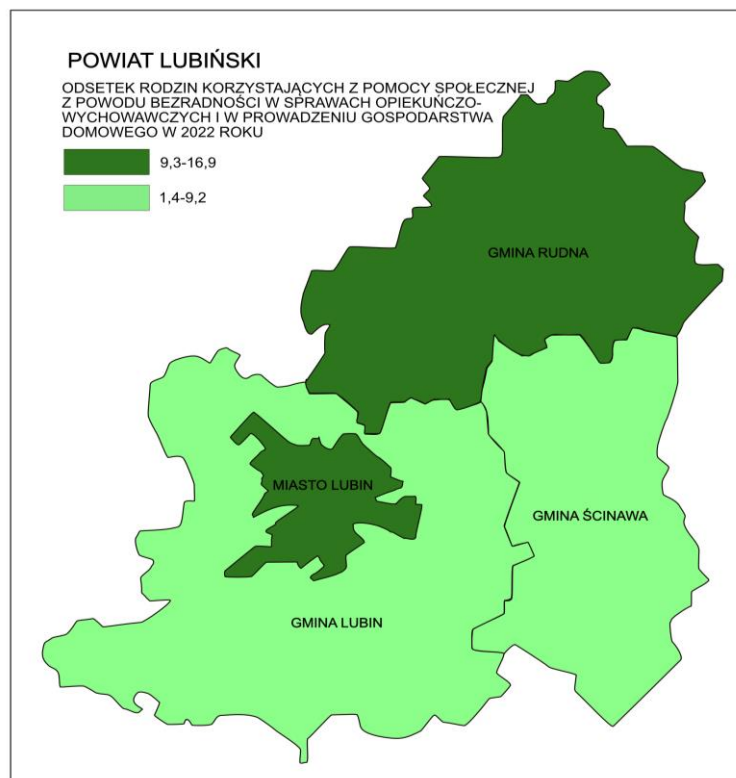 POWIAT LUBIŃSKI
ODSETEK RODZIN KORZYSTAJĄCYCH Z POMOCY SPOŁECZNEJ
Z POWODU BEZRADNOŚCI W SPRAWACH OPIEKUŃCZO-
WYCHOWAWCZYCH I W PROWADZENIU GOSPODARSTWA
DOMOWEGO W 2022 ROKU
9,3-16,9
1,4-9,2
GMINA RUDNA
MIASTO LUBIN
GMINA ŚCINAWA
GMINA LUBIN